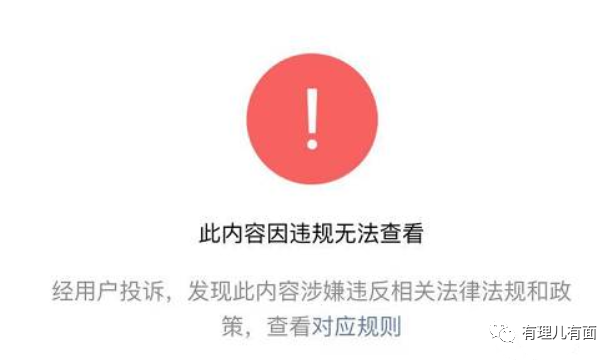 !
此内容因违规无法查看
经用户投诉，发现此内容涉嫌违反相关法律法规和政
策，查看对应规则
有理儿有面